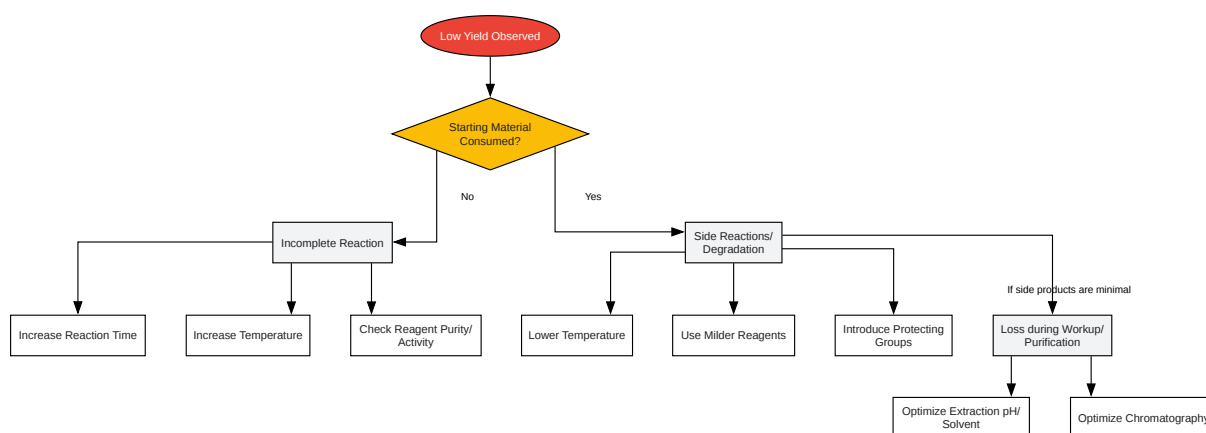 Low Yield Observed
Starting Material
Consumed?
No
Yes
Incomplete Reaction
Side Reactions/
Degradation
If side products are minimal
Increase Reaction Time
Increase Temperature
Check Reagent Purity/
Activity
Lower Temperature
Use Milder Reagents
Introduce Protecting
Groups
Loss during Workup/
Purification
Optimize Extraction pH/
Solvent
Optimize Chromatography